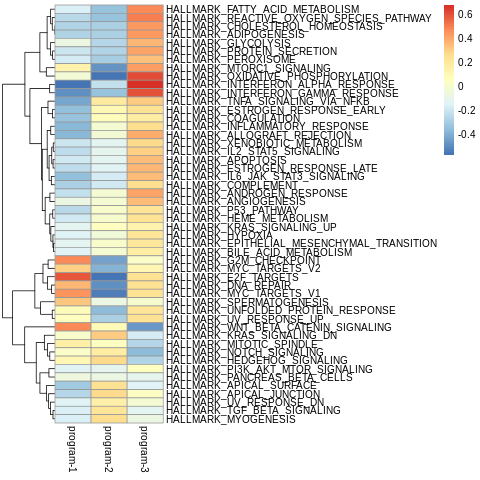 HALLMARK_FATTY_ACID_METABOLISM
HALLMARK_REACTIVE_OXYGEN_SPECIES_PATHWAY
HALLMARK_CHOLESTEROL_HOMEOSTASIS
HALLMARK_ADIPOGENESIS
HALLMARK_GLYCOLYSIS
HALLMARK_PROTEIN_SECRETION
HALLMARK_PEROXISOME
HALLMARK_MTORC1_SIGNALING
HALLMARK_OXIDATIVE_PHOSPHORYLATION
HALLMARK_INTERFERON_ALPHA_RESPONSE
HALLMARK_INTERFERON_GAMMA_RESPONSE
HALLMARK_TNFA_SIGNALING_VIA_NFKB
HALLMARK_ESTROGEN_RESPONSE_EARLY
HALLMARK_COAGULATION
HALLMARK_INFLAMMATORY_RESPONSE
HALLMARK_ALLOGRAFT_REJECTION
HALLMARK_XENOBIOTIC_METABOLISM
HALLMARK_IL2_STAT5_SIGNALING
HALLMARK_APOPTOSIS
HALLMARK_ESTROGEN_RESPONSE_LATE
HALLMARK_IL6_JAK_STAT3_SIGNALING
HALLMARK_COMPLEMENT
HALLMARK_ANDROGEN_RESPONSE
HALLMARK_ANGIOGENESIS
HALLMARK_P53_PATHWAY
HALLMARK_HEME_METABOLISM
HALLMARK_KRAS_SIGNALING_UP
HALLMARK_HYPOXIA
HALLMARK_EPITHELIAL_MESENCHYMAL_TRANSITION
HALLMARK_BILE_ACID_METABOLISM
HALLMARK_G2M_CHECKPOINT
HALLMARK_MYC_TARGETS_V2
HALLMARK_E2F_TARGETS
HALLMARK_DNA_REPAIR
HALLMARK_MYC_TARGETS_V1
HALLMARK_SPERMATOGENESIS
HALLMARK_UNFOLDED_PROTEIN_RESPONSE
HALLMARK_UV_RESPONSE_UP
HALLMARK_WNT_BETA_CATENIN_SIGNALING
HALLMARK_KRAS_SIGNALING_DN
HALLMARK_MITOTIC_SPINDLE
HALLMARK_NOTCH_SIGNALING
HALLMARK_HEDGEHOG_SIGNALING
HALLMARK_PI3K_AKT_MTOR_SIGNALING
HALLMARK_PANCREAS_BETA_CELLS
HALLMARK_APICAL_SURFACE
HALLMARK_APICAL_JUNCTION
HALLMARK_UV_RESPONSE_DN
HALLMARK_TGF_BETA_SIGNALING
HALLMARK_MYOGENESIS
program-1
program-2
program-3
0.6
0.4
0.2
0
-0.2
-0.4